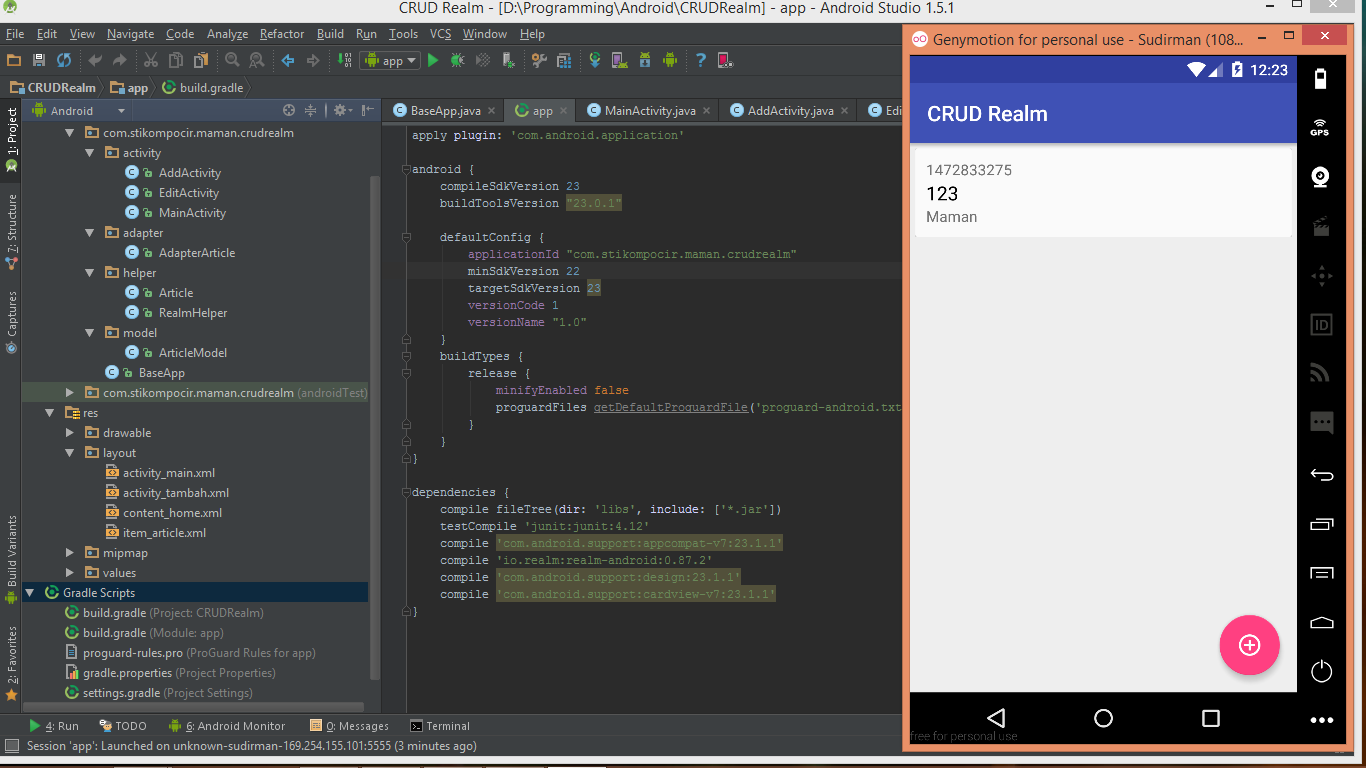 CRUD Realm - [D:\Programming\Android\CRUDRealm] - app - Android Studio 1.5.1
File Edit View Navigate Code Analyze Refactor Build Run Tools VCS Window Help
app
CRUDRealm app build.gradle
Android
1: Project
7: Structure
Captures
Build Variants
2: Favorites
com.stikompocir.maman.crudrealm
activity
AddActivity
EditActivity
MainActivity
adapter
AdapterArticle
helper
Article
RealmHelper
model
ArticleModel
BaseApp
com.stikompocir.maman.crudrealm (androidTest)
res
drawable
layout
activity_main.xml
activity_tambah.xml
content_home.xml
item_article.xml
mipmap
values
Gradle Scripts
build.gradle (Project: CRUDRealm)
build.gradle (Module: app)
proguard-rules.pro (ProGuard Rules for app)
gradle.properties (Project Properties)
settings.gradle (Project Settings)
BaseApp.java app MainActivity.java AddActivity.java Edi
apply plugin: 'com.android.application'
android {
compileSdkVersion 23
buildToolsVersion "23.0.1"
defaultConfig {
applicationId "com.stikompocir.maman.crudrealm"
minSdkVersion 22
targetSdkVersion 23
versionCode 1
versionName "1.0"
}
buildTypes {
release {
minifyEnabled false
proguardFiles getDefaultProguardFile('proguard-android.txt
}
}
}
dependencies {
compile fileTree(dir: 'libs', include: ['*.jar'])
testCompile 'junit:junit:4.12'
compile 'com.android.support:appcompat-v7:23.1.1'
compile 'io.realm:realm-android:0.87.2'
compile 'com.android.support:design:23.1.1'
compile 'com.android.support:cardview-v7:23.1.1'
}
4: Run TODO 6: Android Monitor 0: Messages Terminal
Session 'app': Launched on unknown-sudirman-169.254.155.101:5555 (3 minutes ago)
Genymotion for personal use - Sudirman (108...
12:23
CRUD Realm
1472833275
123
Maman
GPS
ID
free for personal use